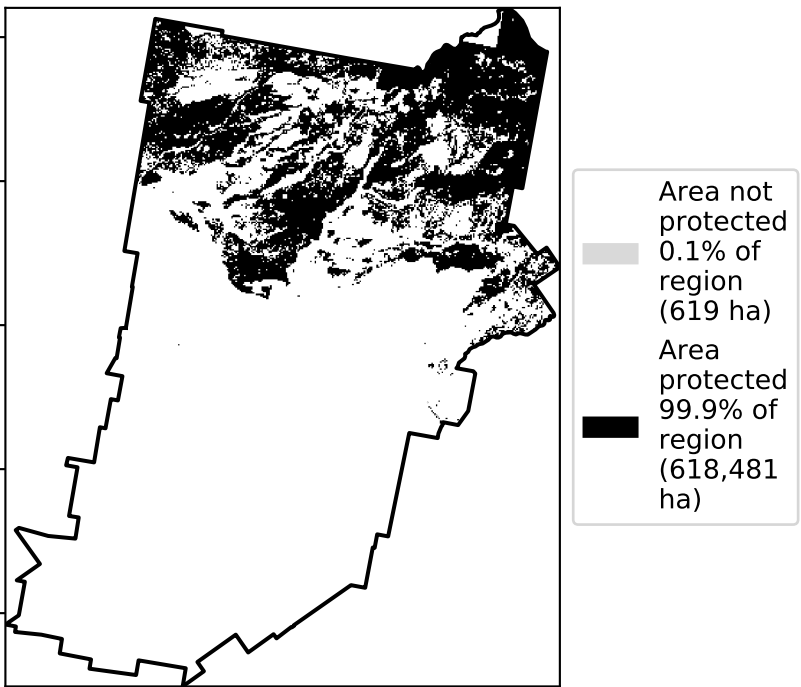 Area not
protected
0.1% of
region
(619 ha)
Area
protected
99.9% of
region
(618,481
ha)